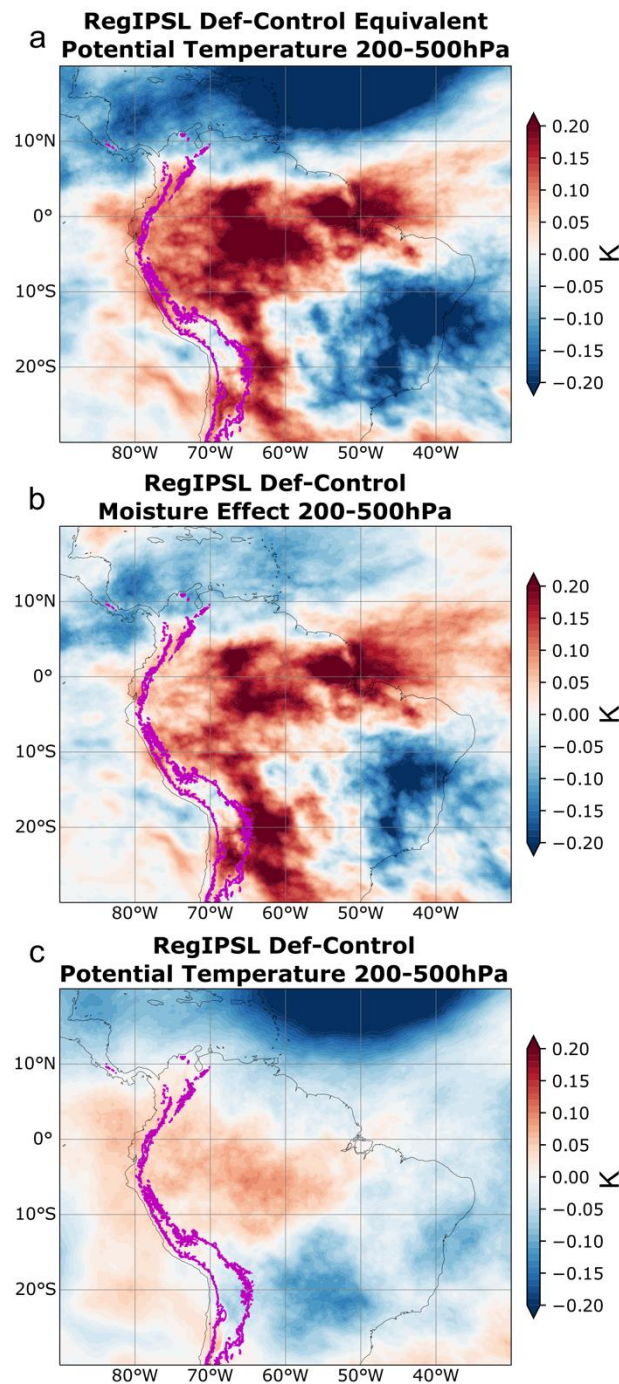 a
RegIPSL Def-Control Equivalent
Potential Temperature 200-500hPa
10°N
0°
10°S
20°S
80°W 70°W 60°W 50°W 40°W
0.20
0.15
0.10
0.05
0.00
−0.05
−0.10
−0.15
−0.20
K
b
RegIPSL Def-Control
Moisture Effect 200-500hPa
10°N
0°
10°S
20°S
80°W 70°W 60°W 50°W 40°W
0.20
0.15
0.10
0.05
0.00
−0.05
−0.10
−0.15
−0.20
K
c
RegIPSL Def-Control
Potential Temperature 200-500hPa
10°N
0°
10°S
20°S
80°W 70°W 60°W 50°W 40°W
0.20
0.15
0.10
0.05
0.00
−0.05
−0.10
−0.15
−0.20
K